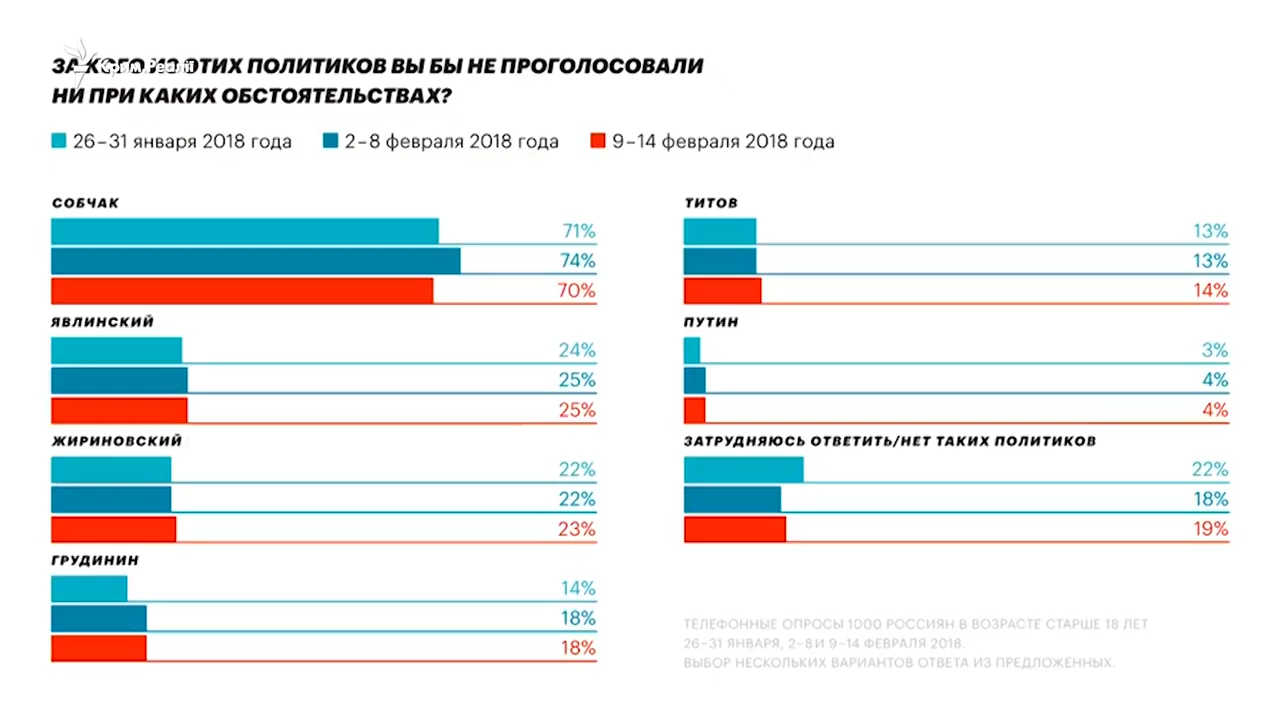 Крим.Реалії
ЗА КОГО ИЗ ЭТИХ ПОЛИТИКОВ ВЫ БЫ НЕ ПРОГОЛОСОВАЛИ
НИ ПРИ КАКИХ ОБСТОЯТЕЛЬСТВАХ?
26–31 января 2018 года 2–8 февраля 2018 года 9–14 февраля 2018 года
СОБЧАК
71%
74%
70%
ЯВЛИНСКИЙ
24%
25%
25%
ЖИРИНОВСКИЙ
22%
22%
23%
ГРУДИНИН
14%
18%
18%
ТИТОВ
13%
13%
14%
ПУТИН
3%
4%
4%
ЗАТРУДНЯЮСЬ ОТВЕТИТЬ/НЕТ ТАКИХ ПОЛИТИКОВ
22%
18%
19%
ТЕЛЕФОННЫЕ ОПРОСЫ 1000 РОССИЯН В ВОЗРАСТЕ СТАРШЕ 18 ЛЕТ
26–31 ЯНВАРЯ, 2–8 И 9–14 ФЕВРАЛЯ 2018.
ВЫБОР НЕСКОЛЬКИХ ВАРИАНТОВ ОТВЕТА ИЗ ПРЕДЛОЖЕННЫХ.